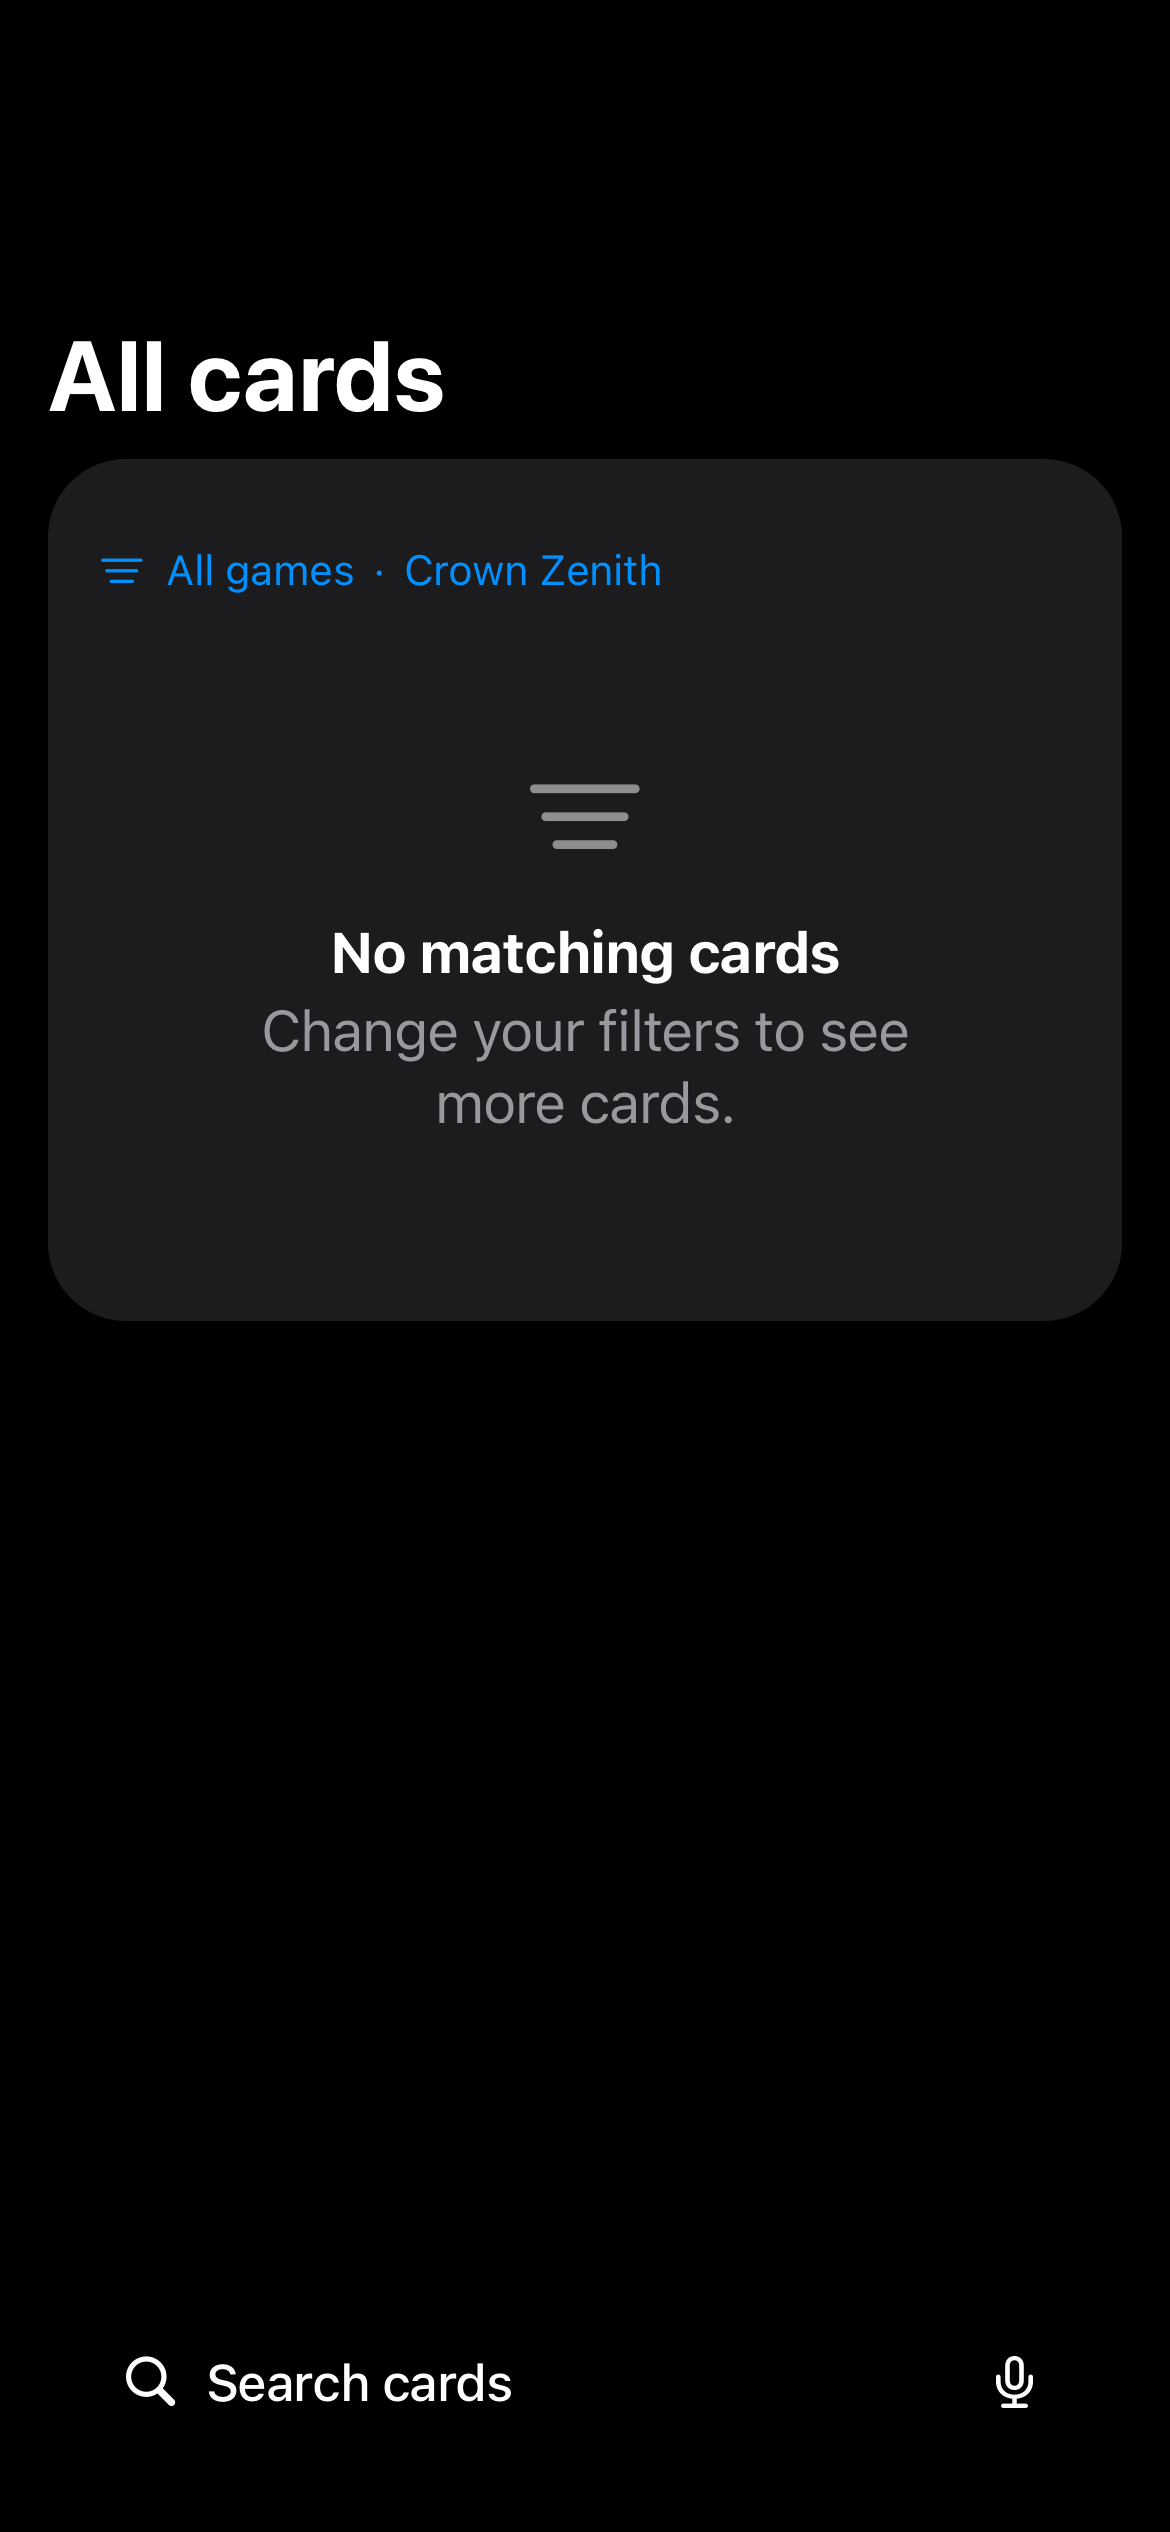 All cards
All games · Crown Zenith
No matching cards
Change your filters to see
more cards.
Search cards